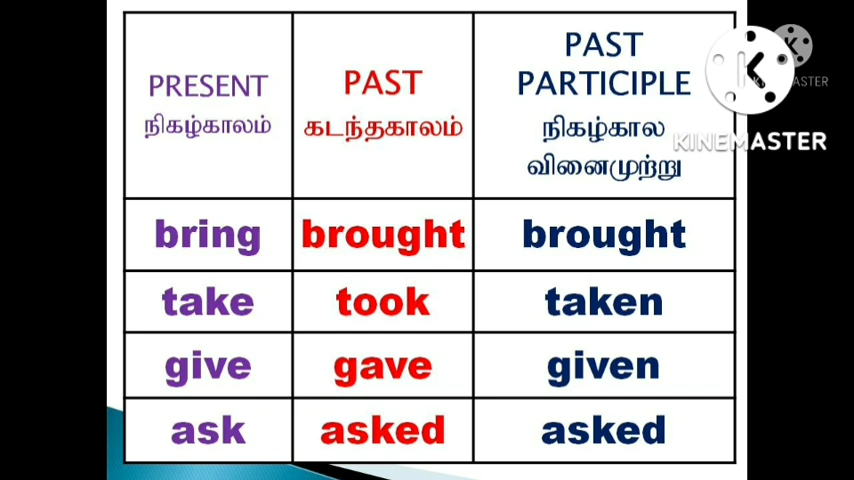 PRESENT
நிகழ்காலம்
PAST
கடந்தகாலம்
PAST
PARTICIPLE
நிகழ்கால
வினைமுற்று
K
KINEMASTER
bring brought brought
take took taken
give gave given
ask asked asked